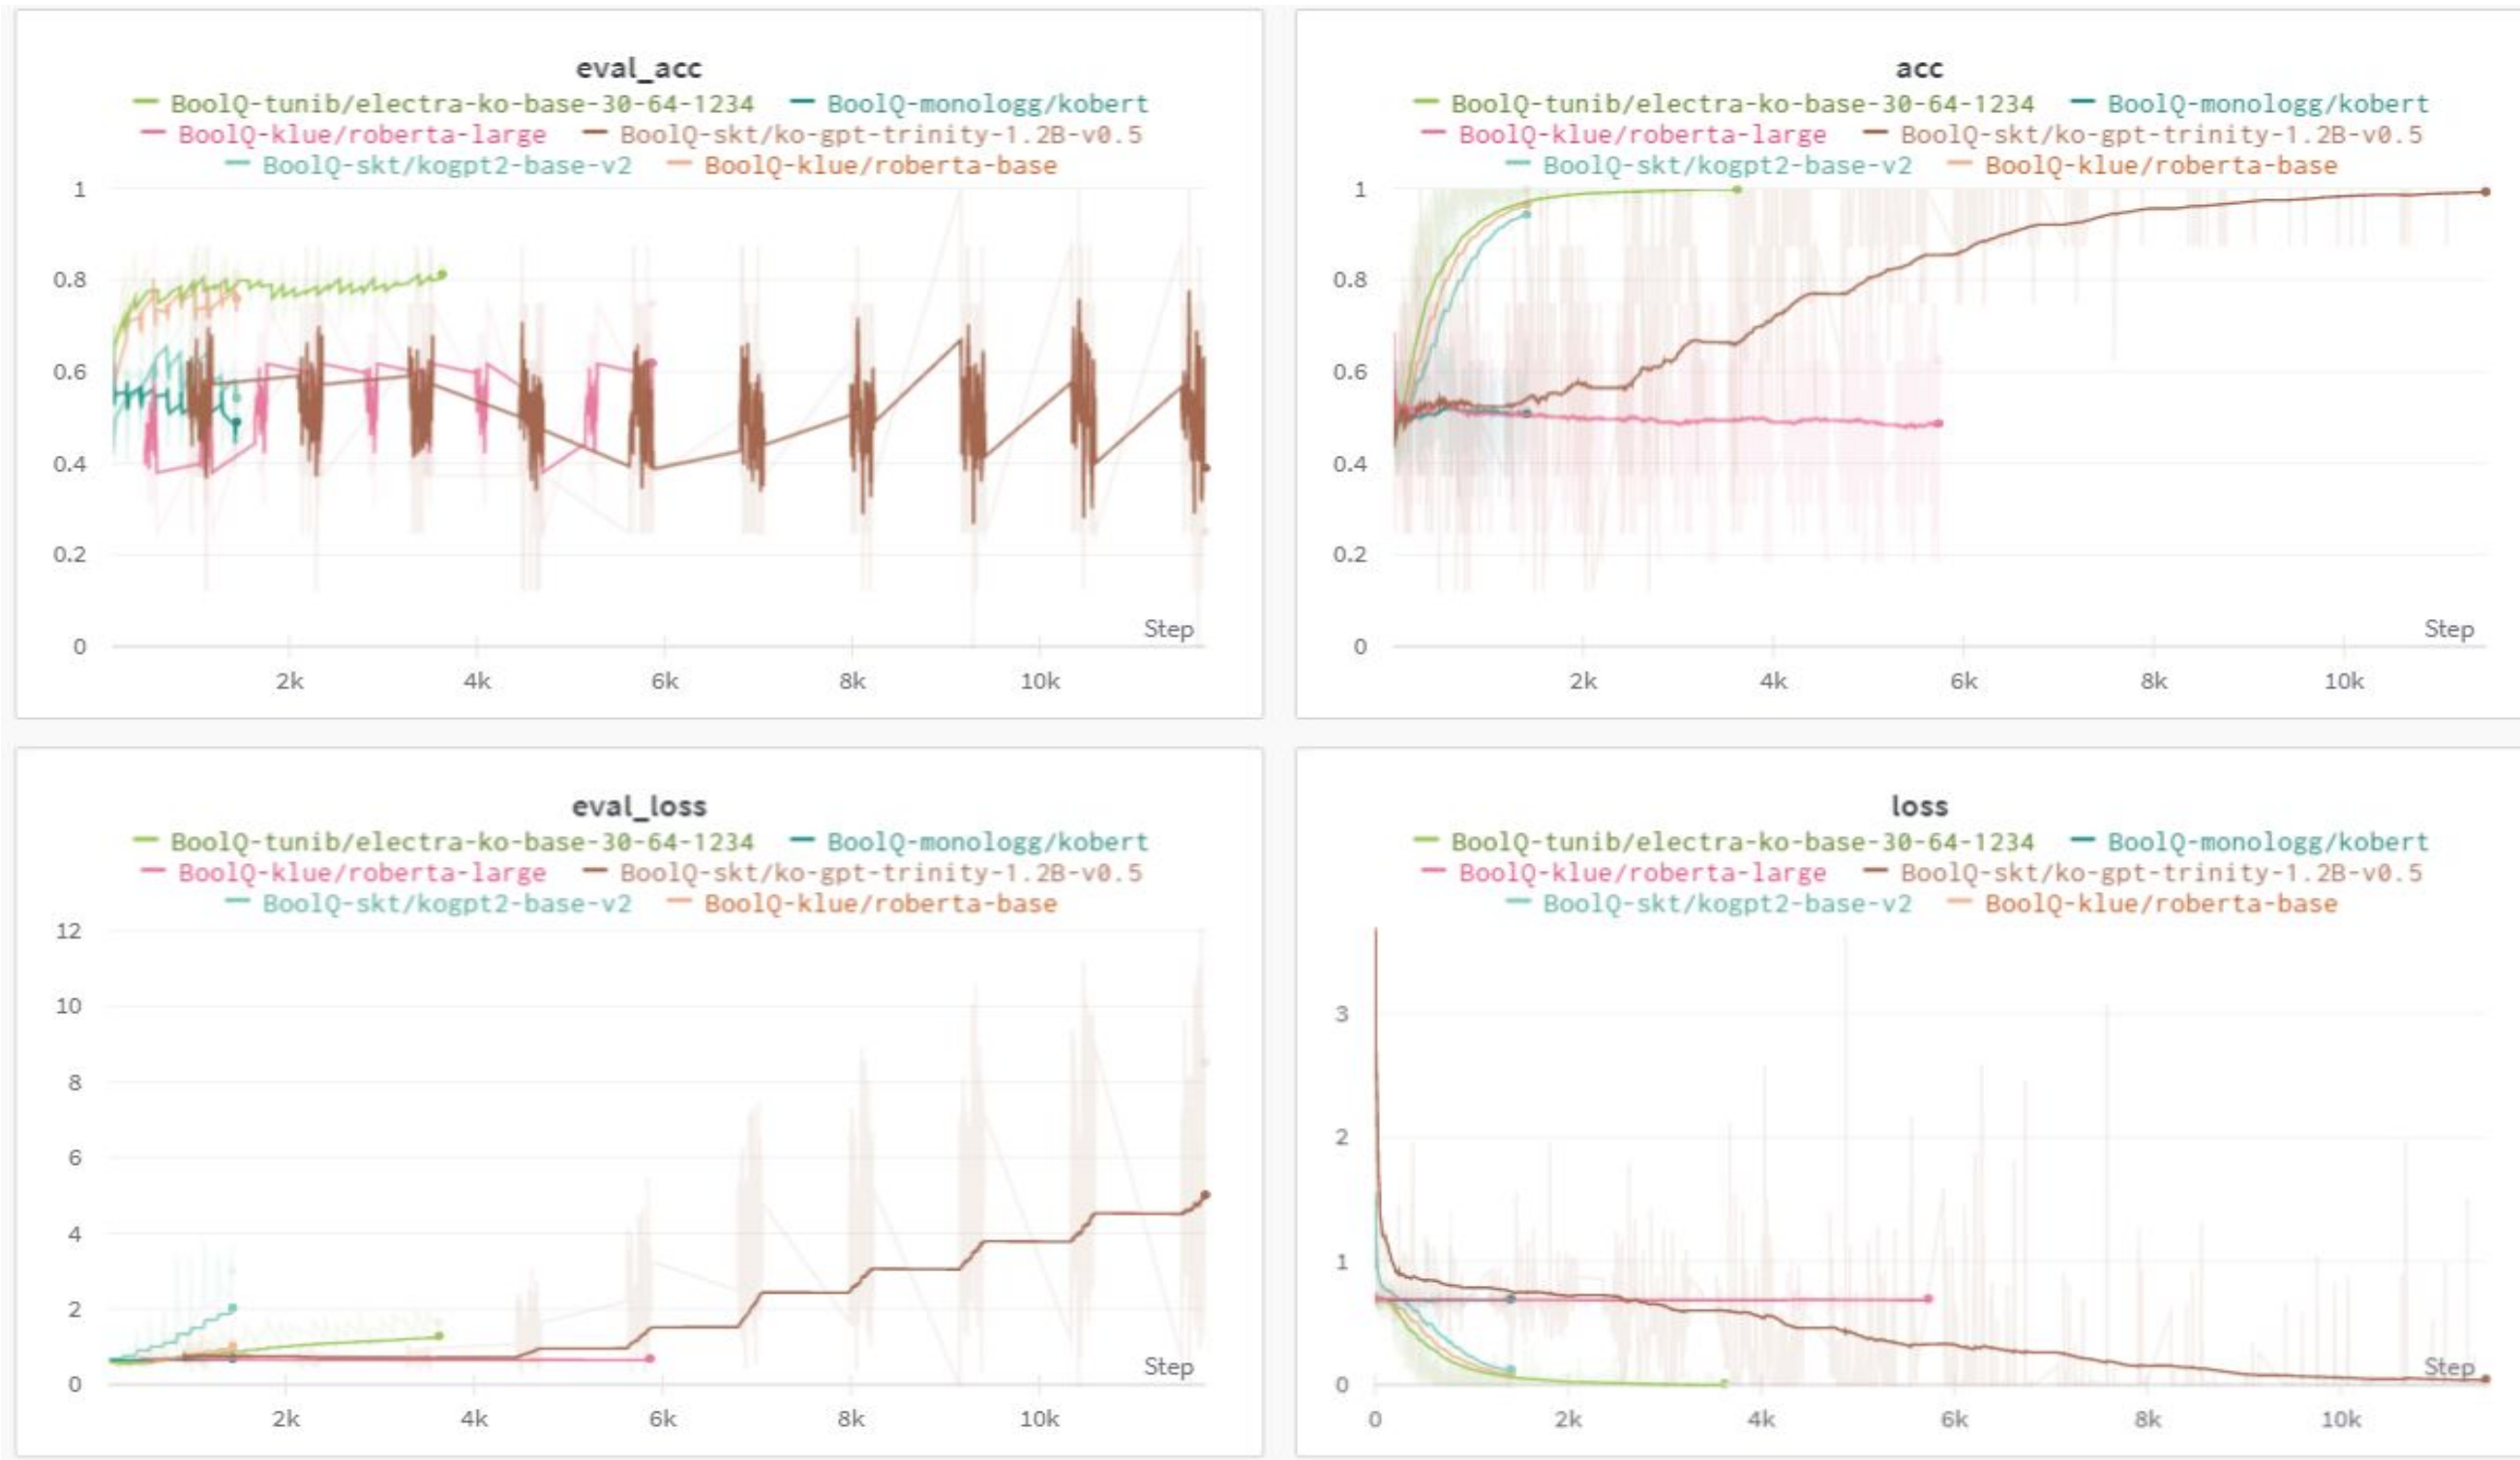 eval_acc
BoolQ-tunib/electra-ko-base-30-64-1234 BoolQ-monologg/kobert
BoolQ-klue/roberta-large BoolQ-skt/ko-gpt-trinity-1.2B-v0.5
BoolQ-skt/kogpt2-base-v2 BoolQ-klue/roberta-base
1
0.8
0.6
0.4
0.2
0
Step
2k 4k 6k 8k 10k
acc
BoolQ-tunib/electra-ko-base-30-64-1234 BoolQ-monologg/kobert
BoolQ-klue/roberta-large BoolQ-skt/ko-gpt-trinity-1.2B-v0.5
BoolQ-skt/kogpt2-base-v2 BoolQ-klue/roberta-base
1
0.8
0.6
0.4
0.2
0
Step
2k 4k 6k 8k 10k
eval_loss
BoolQ-tunib/electra-ko-base-30-64-1234 BoolQ-monologg/kobert
BoolQ-klue/roberta-large BoolQ-skt/ko-gpt-trinity-1.2B-v0.5
BoolQ-skt/kogpt2-base-v2 BoolQ-klue/roberta-base
12
10
8
6
4
2
0
Step
2k 4k 6k 8k 10k
loss
BoolQ-tunib/electra-ko-base-30-64-1234 BoolQ-monologg/kobert
BoolQ-klue/roberta-large BoolQ-skt/ko-gpt-trinity-1.2B-v0.5
BoolQ-skt/kogpt2-base-v2 BoolQ-klue/roberta-base
3
2
1
0
Step
0 2k 4k 6k 8k 10k